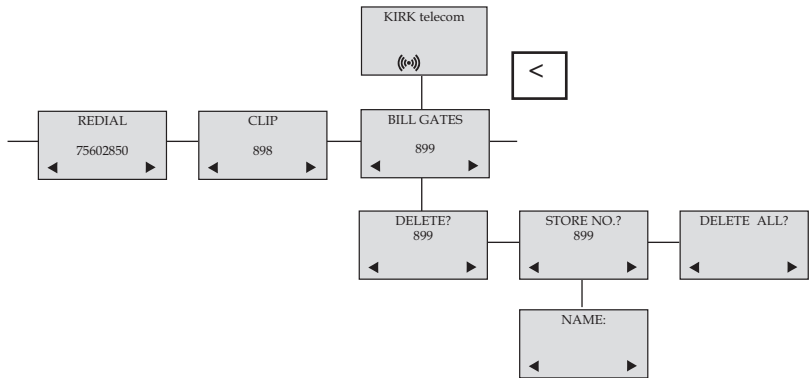 KIRK telecom
<
REDIAL
75602850
CLIP
898
BILL GATES
899
DELETE?
899
STORE NO.?
899
DELETE ALL?
NAME: